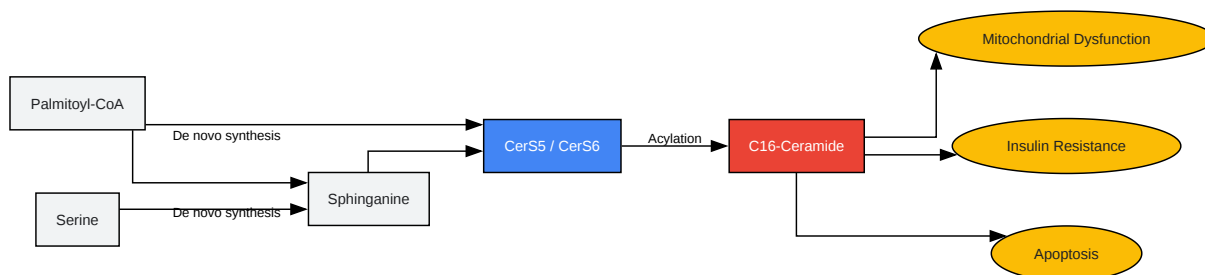 Mitochondrial Dysfunction
Palmitoyl-CoA
De novo synthesis
CerS5 / CerS6
Acylation
C16-Ceramide
Insulin Resistance
Sphinganine
Serine
De novo synthesis
Apoptosis